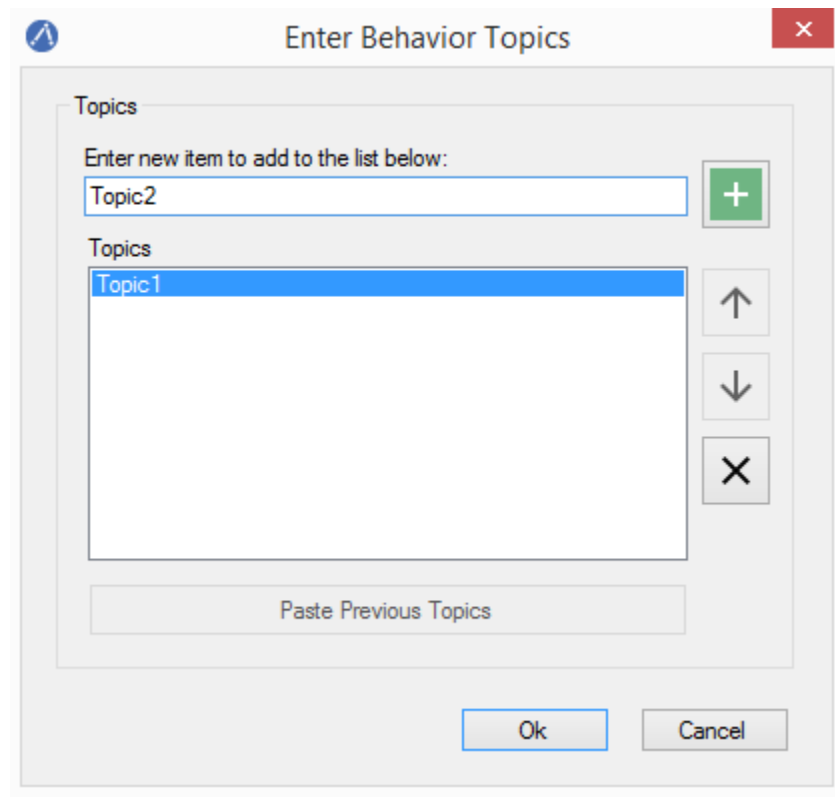 Enter Behavior Topics
Topics
Enter new item to add to the list below:
Topic2
Topics
Topic1
Paste Previous Topics
Ok Cancel